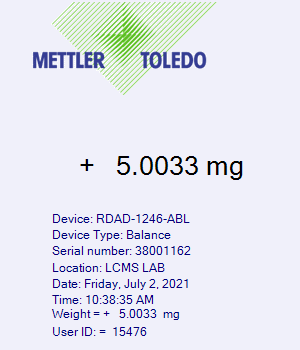 METTLER TOLEDO
+ 5.0033 mg
Device: RDAD-1246-ABL
Device Type: Balance
Serial number: 38001162
Location: LCMS LAB
Date: Friday, July 2, 2021
Time: 10:38:35 AM
Weight = + 5.0033 mg
User ID: = 15476